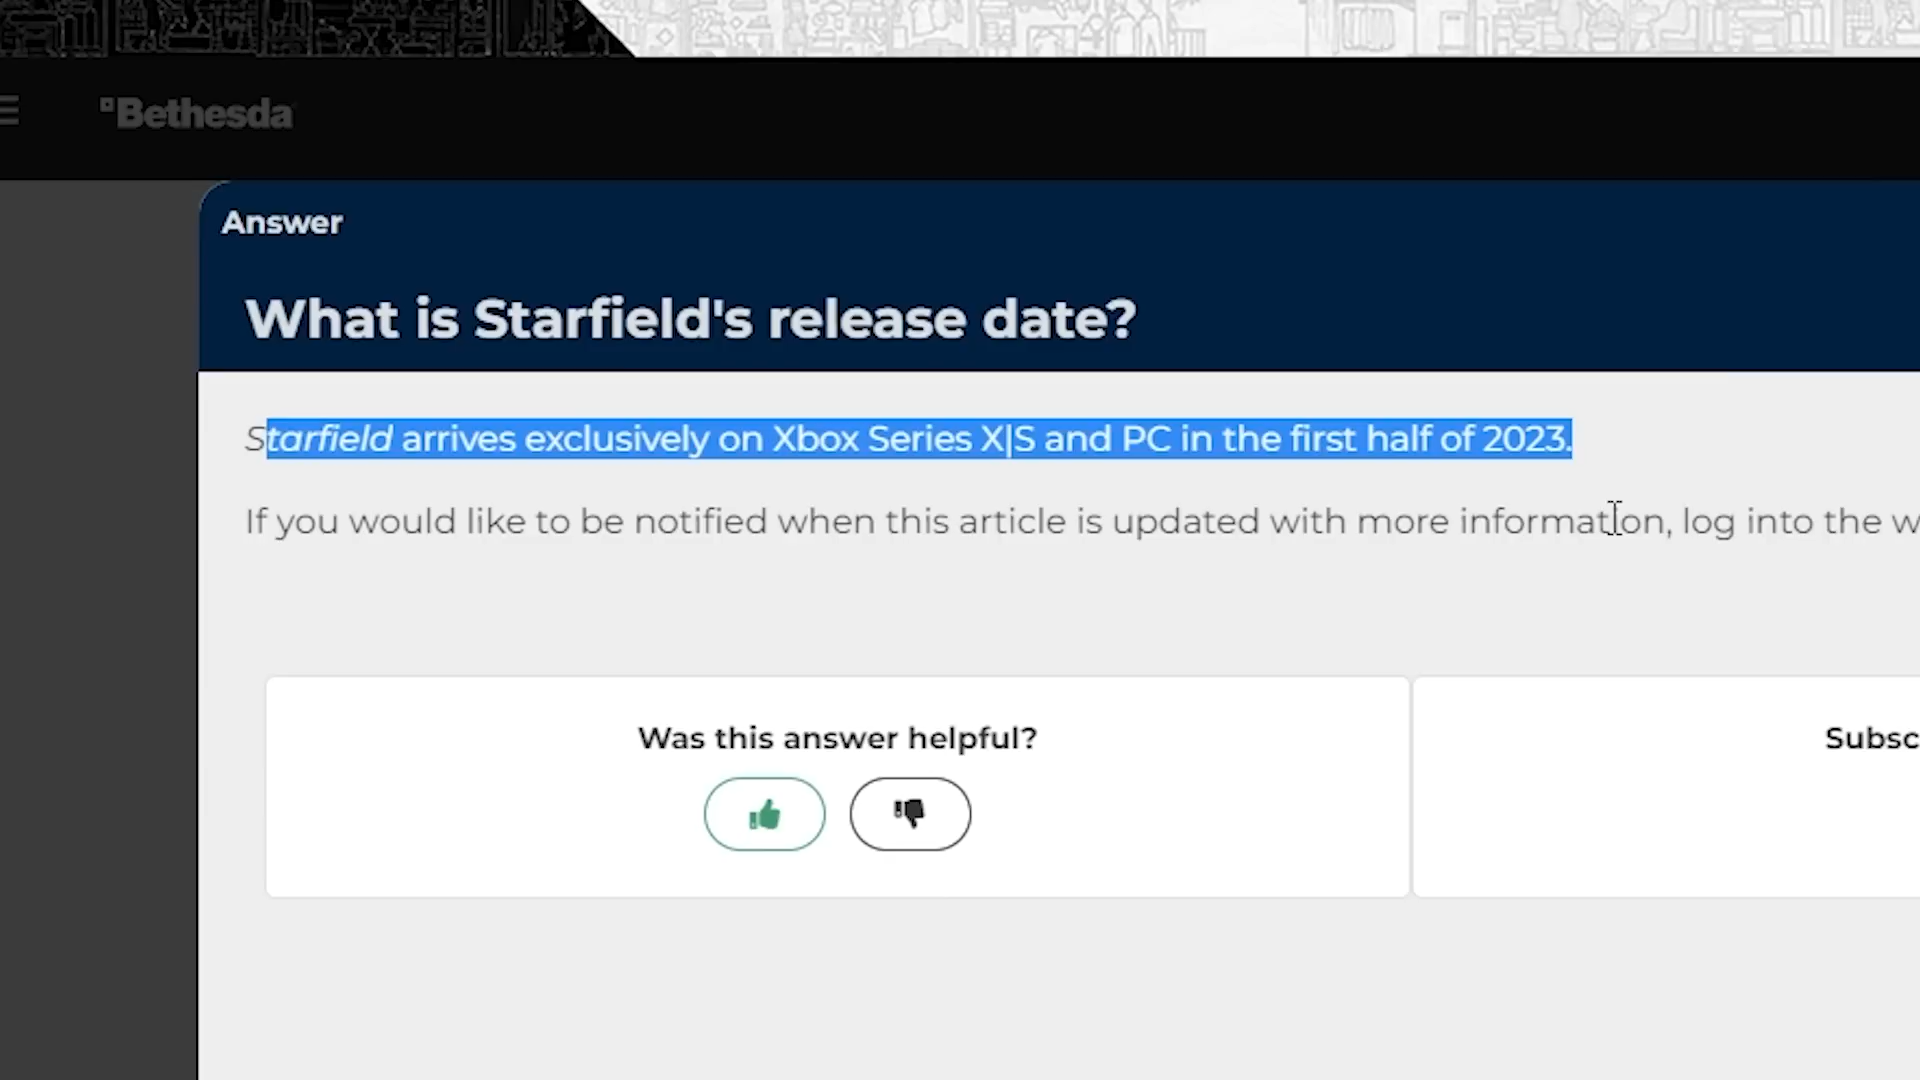 Bethesda
Answer
What is Starfield's release date?
Starfield arrives exclusively on Xbox Series X|S and PC in the first half of 2023.
If you would like to be notified when this article is updated with more information, log into the
Was this answer helpful?